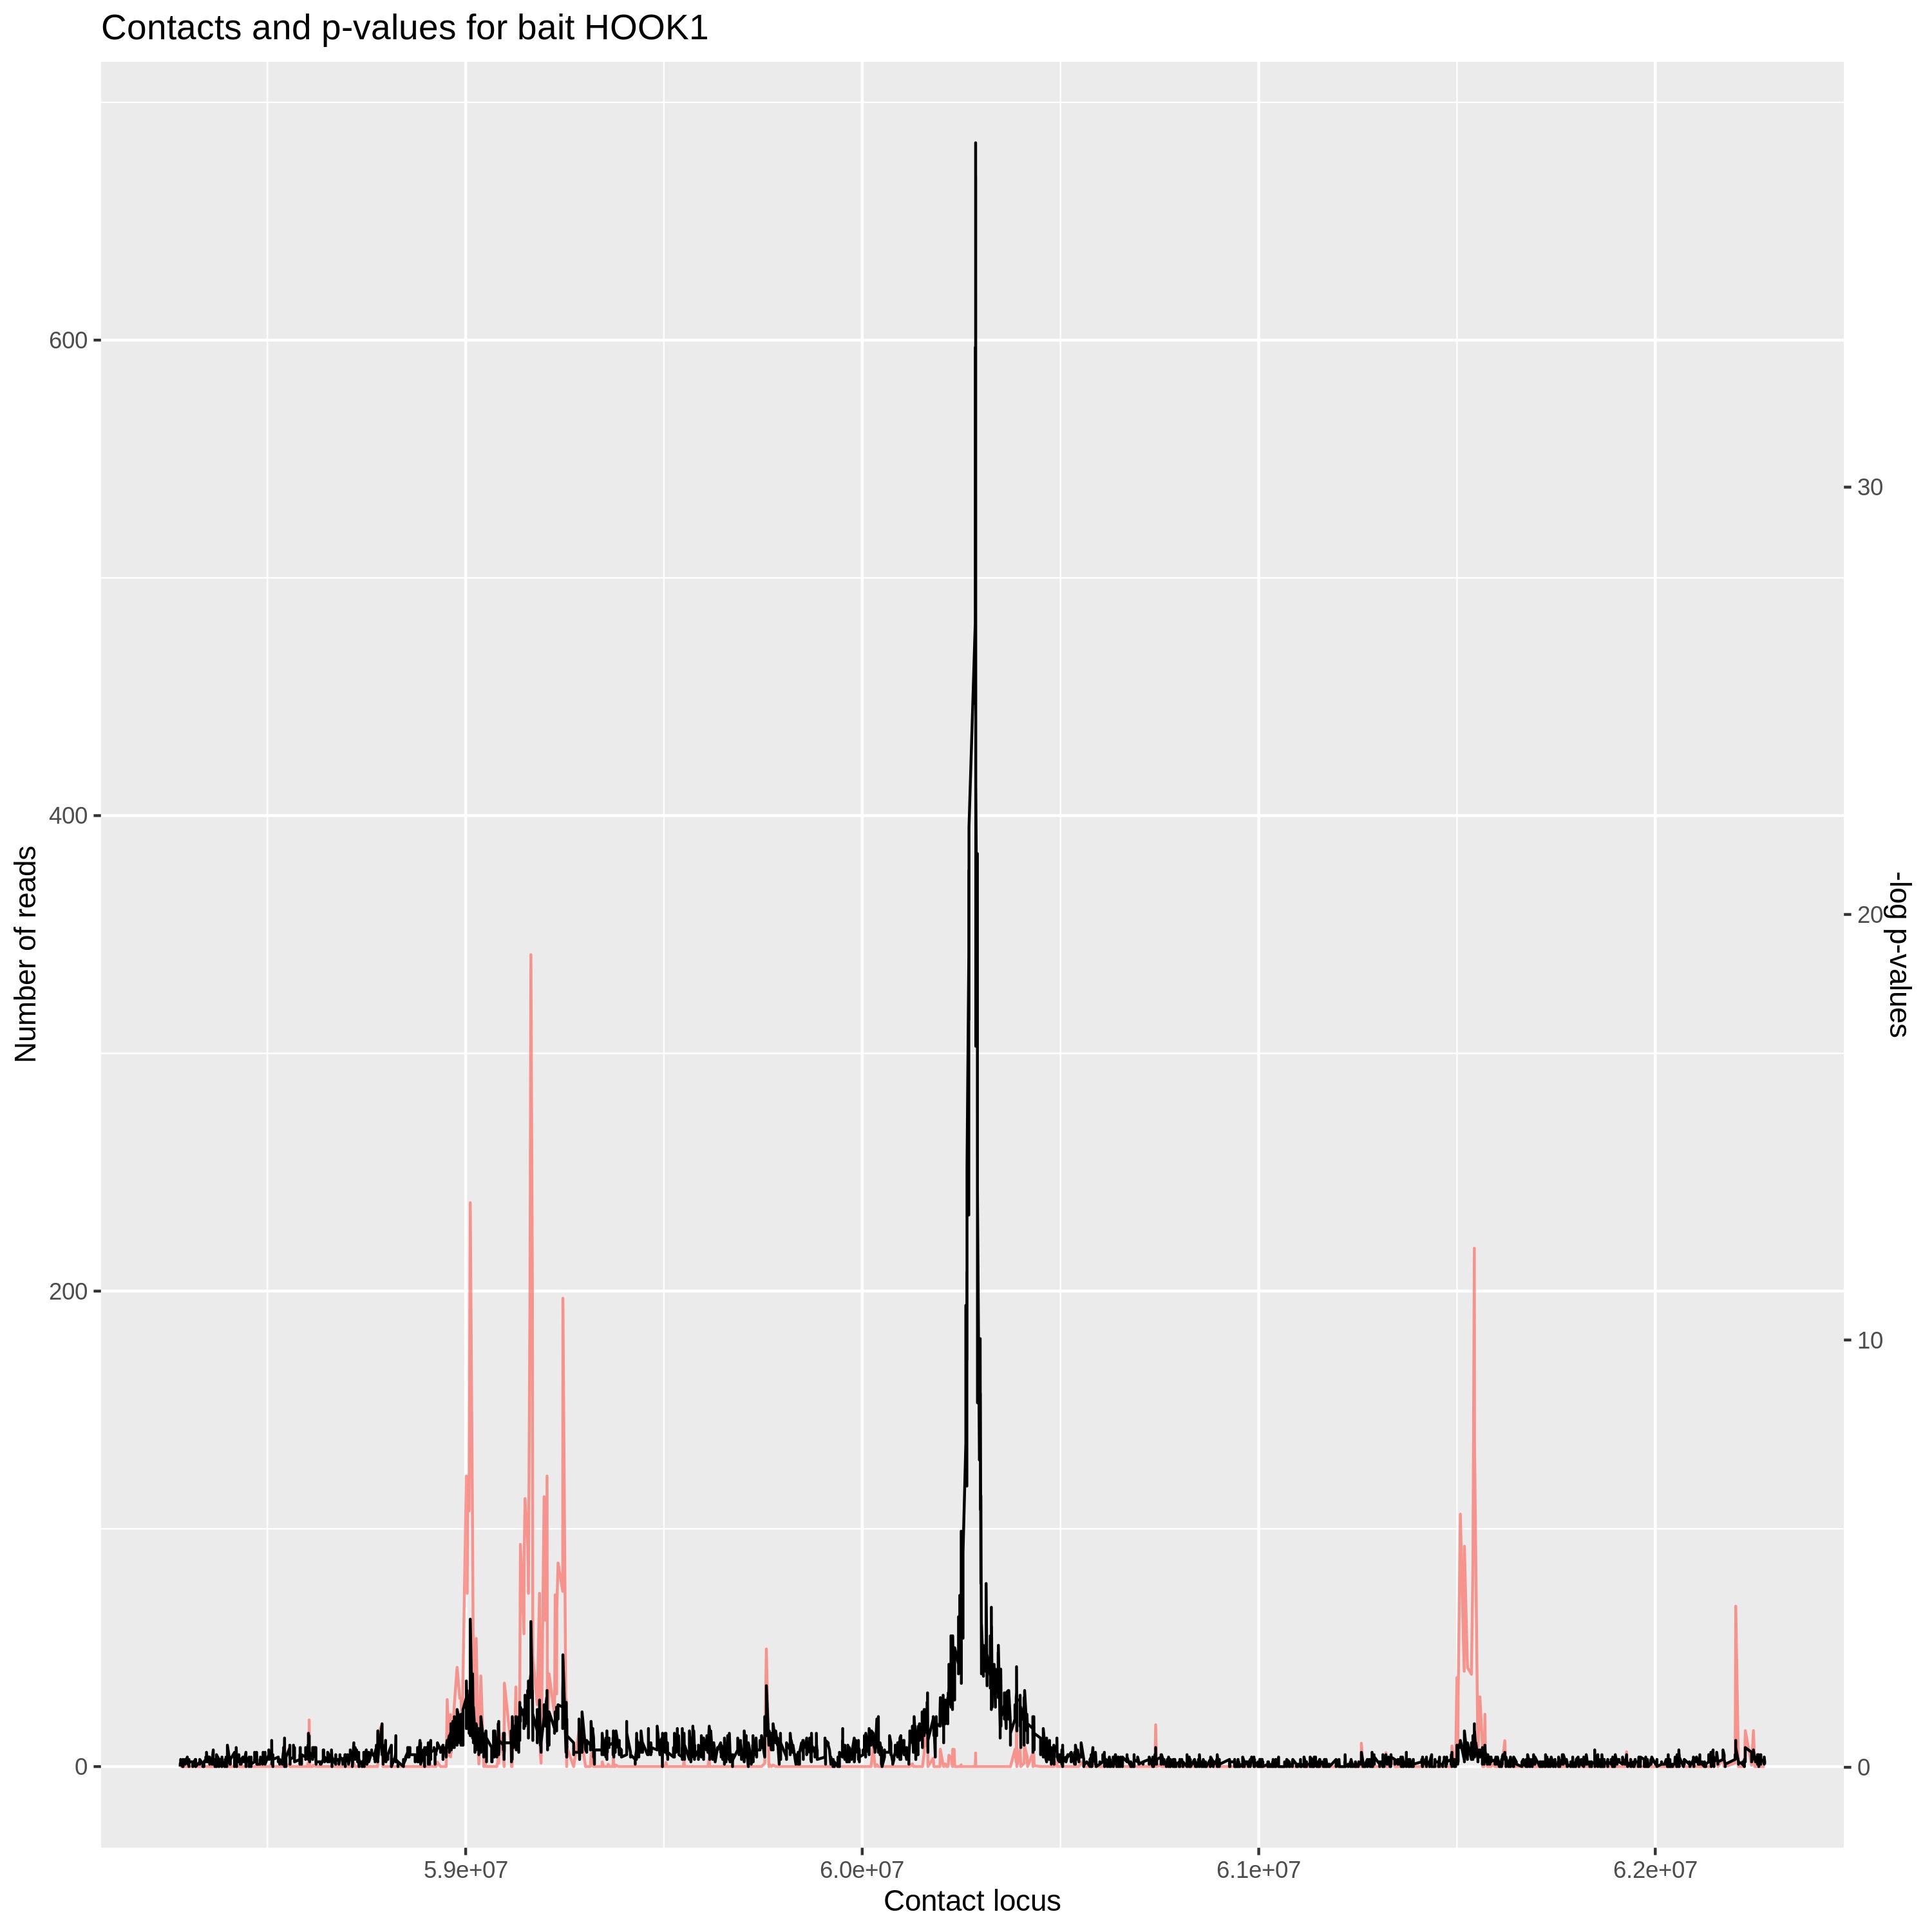 Contacts and p-values for bait HOOK1
600
400
200
0
Number of reads
30
20
10
0
-log p-values
5.9e+07
6.0e+07
6.1e+07
6.2e+07
Contact locus